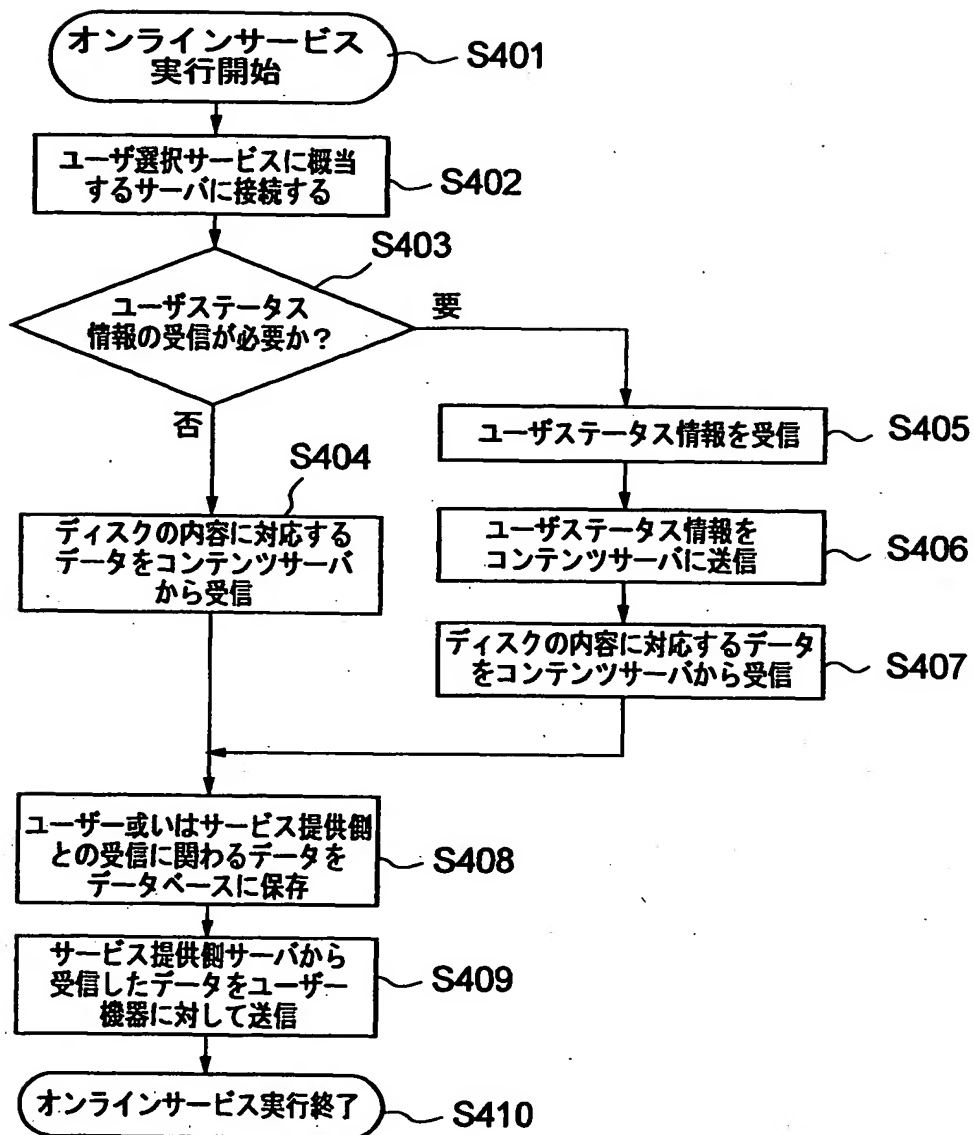 オンラインサービス
実行開始
S401
ユーザ選択サービスに概当
するサーバに接続する
S402
S403
ユーザステータス
情報の受信が必要か？
要
否
S404
ディスクの内容に対応する
データをコンテンツサーバ
から受信
ユーザステータス情報を受信
S405
ユーザステータス情報を
コンテンツサーバに送信
S406
ディスクの内容に対応するデータ
をコンテンツサーバから受信
S407
ユーザー或いはサービス提供側
との受信に関わるデータを
データベースに保存
S408
サービス提供側サーバから
受信したデータをユーザー
機器に対して送信
S409
オンラインサービス実行終了
S410